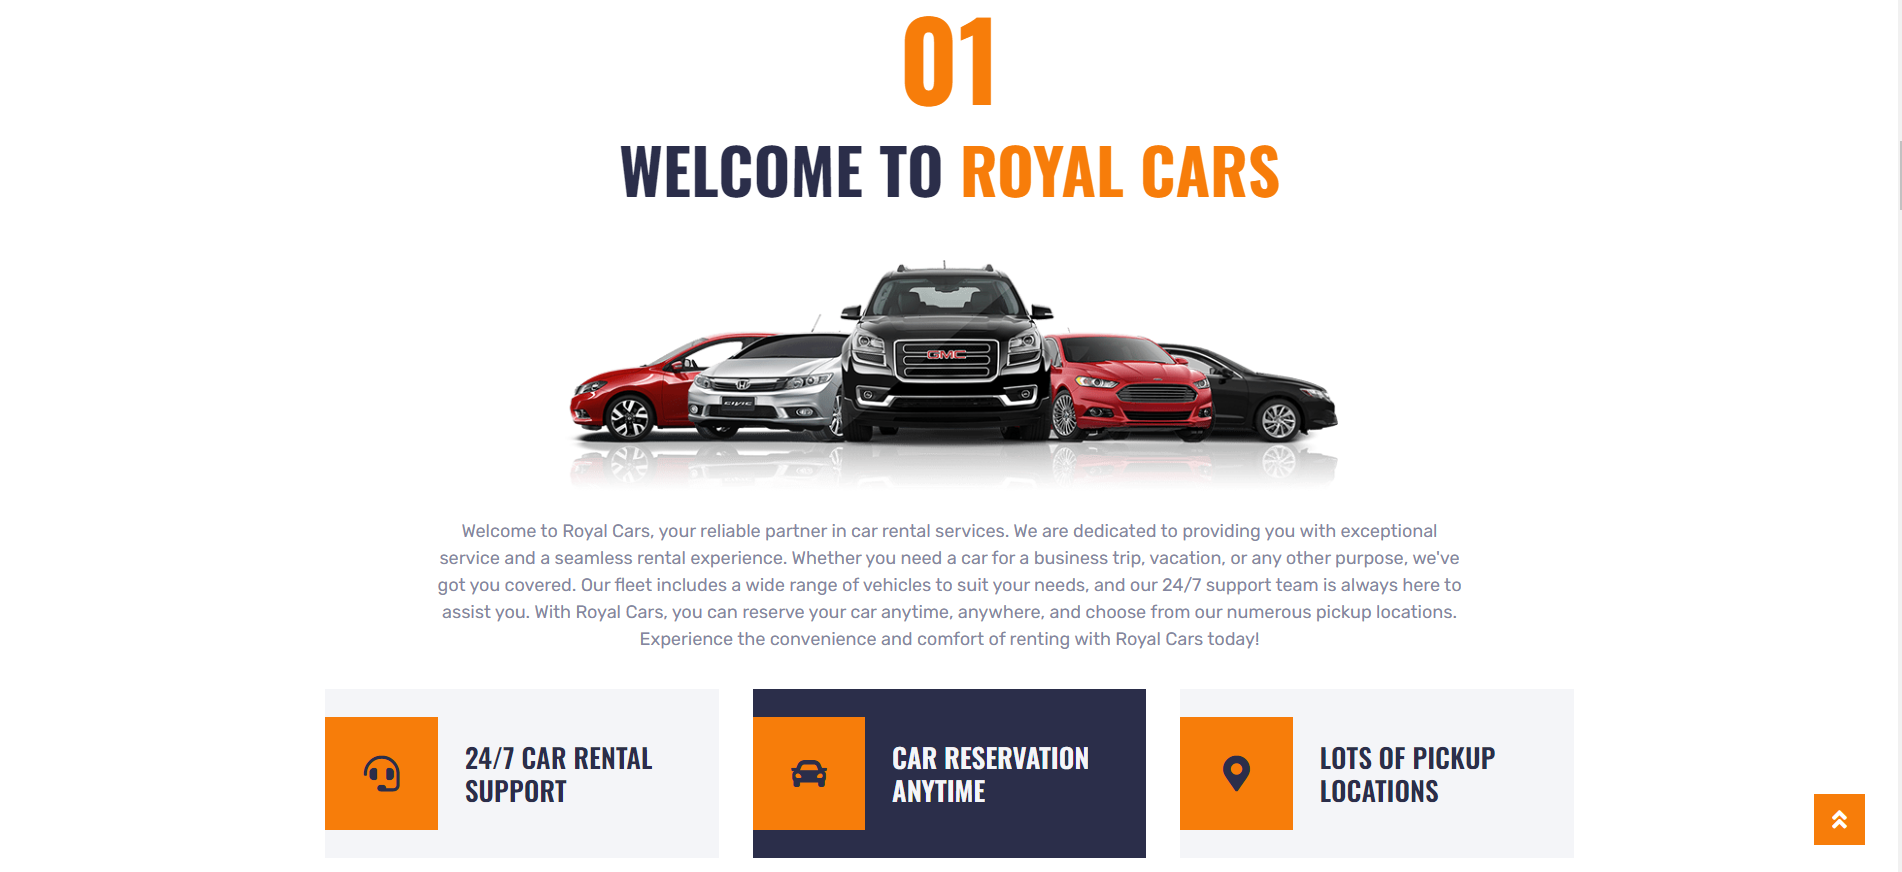 01
WELCOME TO ROYAL CARS
GMC
CIVIC
Welcome to Royal Cars, your reliable partner in car rental services. We are dedicated to providing you with exceptional
service and a seamless rental experience. Whether you need a car for a business trip, vacation, or any other purpose, we've
got you covered. Our fleet includes a wide range of vehicles to suit your needs, and our 24/7 support team is always here to
assist you. With Royal Cars, you can reserve your car anytime, anywhere, and choose from our numerous pickup locations.
Experience the convenience and comfort of renting with Royal Cars today!
24/7 CAR RENTAL
SUPPORT
CAR RESERVATION
ANYTIME
LOTS OF PICKUP
LOCATIONS